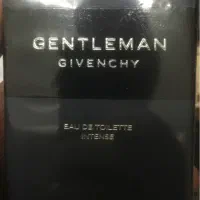 GENTLEMAN
GIVENCHY
EAU DE TOILETTE
INTENSE